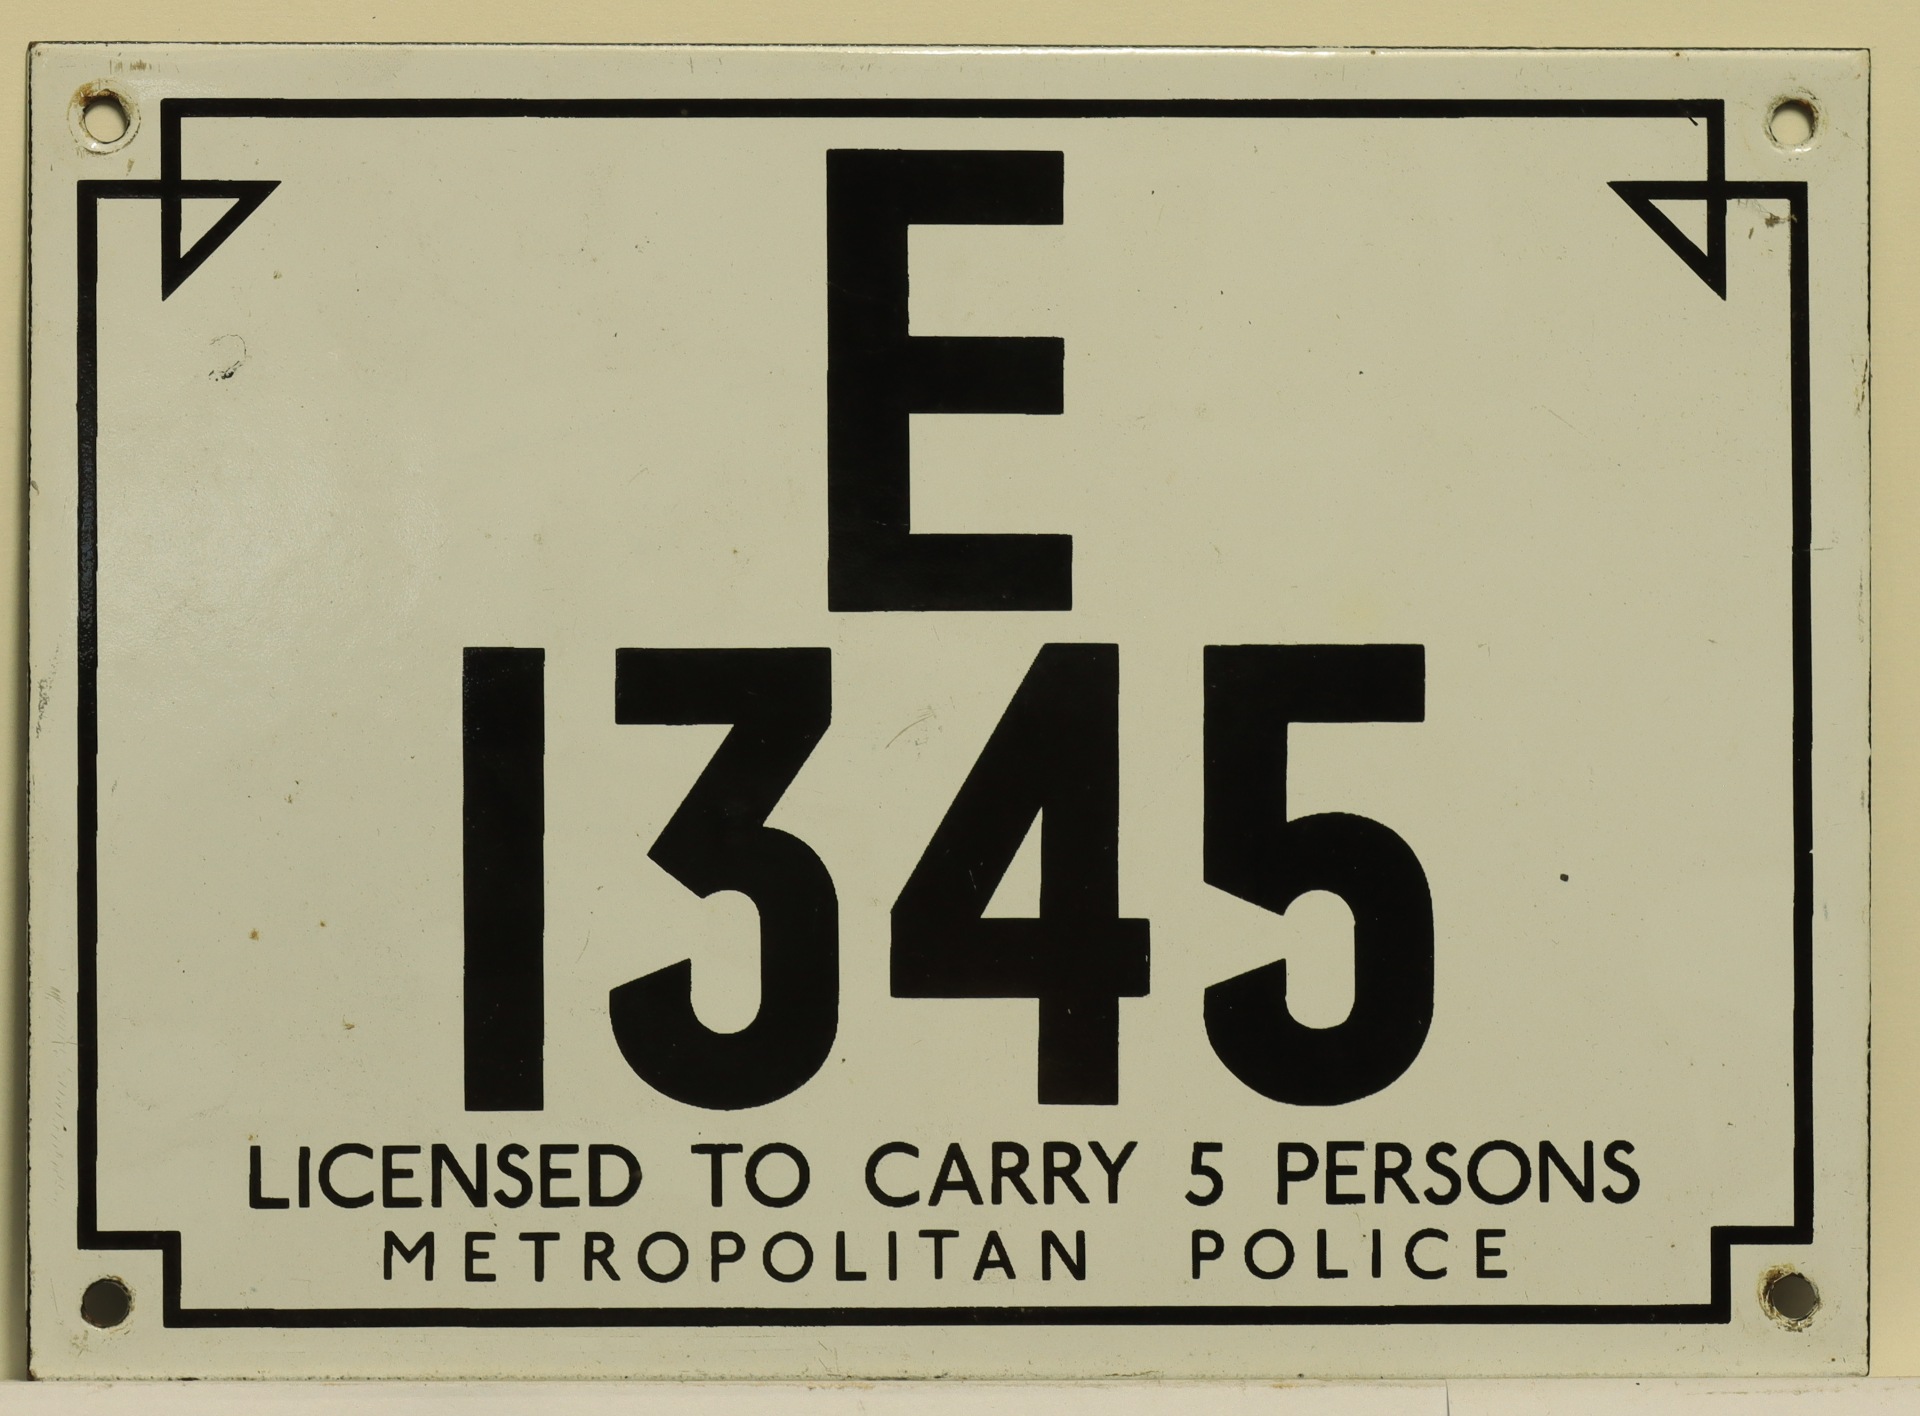 E
1345
LICENSED TO CARRY 5 PERSONS
METROPOLITAN POLICE